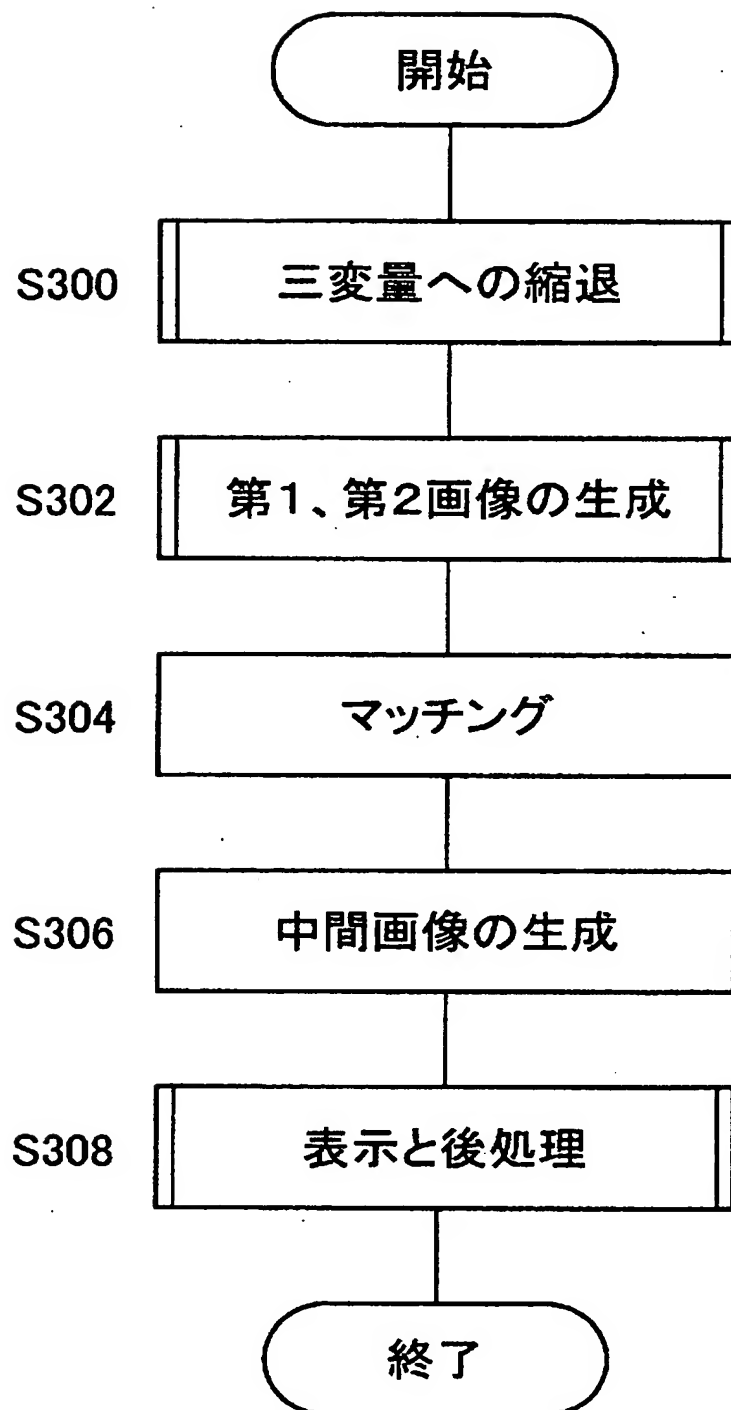 開始
S300 三変量への縮退
S302 第1、第2画像の生成
S304 マッチング
S306 中間画像の生成
S308 表示と後処理
終了